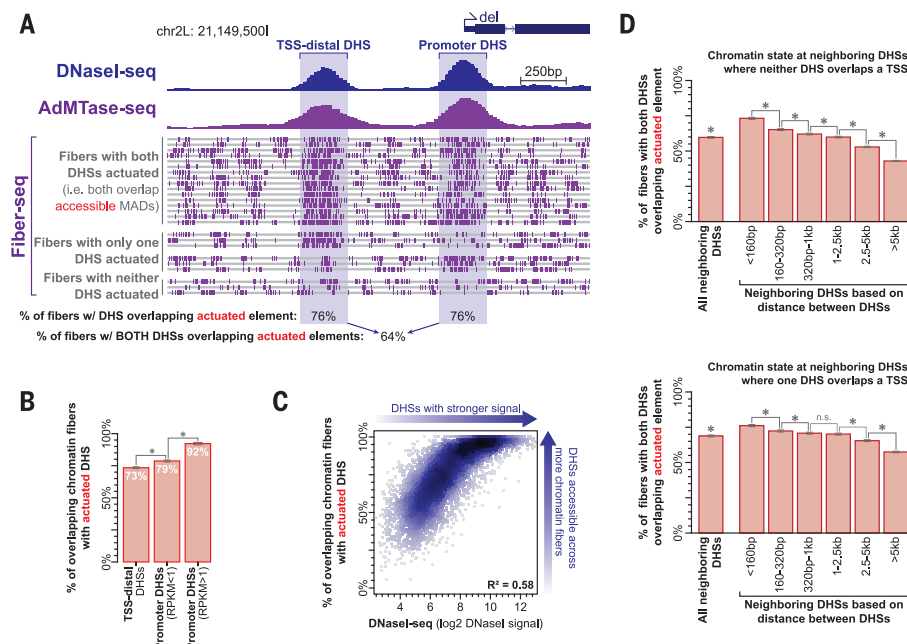 A
chr2L: 21,149,500
del
TSS-distal DHS
Promoter DHS
DNaseI-seq
250bp
AdMTase-seq
Fiber-seq
Fibers with both
DHSs actuated
(i.e. both overlap
accessible MADs)
Fibers with only one
DHS actuated
Fibers with neither
DHS actuated
% of fibers w/ DHS overlapping actuated element:
76%
76%
% of fibers w/ BOTH DHSs overlapping actuated elements:
64%
B
% of overlapping chromatin fibers
with actuated DHS
0%
50%
100%
73%
79%
92%
*
*
TSS-distal
DHSs
Promoter DHSs
(RPKM<1)
Promoter DHSs
(RPKM>1)
C
DHSs with stronger signal
% of overlapping chromatin fibers
with actuated DHS
0%
50%
100%
R² = 0.58
4
6
8
10
12
DNaseI-seq (log2 DNaseI signal)
DHSs accessible across
more chromatin fibers
D
Chromatin state at neighboring DHSs
where neither DHS overlaps a TSS
% of fibers with both DHSs
overlapping actuated element
0%
50%
100%
*
*
*
*
*
*
All neighboring
DHSs
<160bp
160-320bp
320bp-1kb
1-2.5kb
2.5-5kb
>5kb
Neighboring DHSs based on
distance between DHSs
Chromatin state at neighboring DHSs
where one DHS overlaps a TSS
% of fibers with both DHSs
overlapping actuated element
0%
50%
100%
*
*
*
n.s.
*
*
All neighboring
DHSs
<160bp
160-320bp
320bp-1kb
1-2.5kb
2.5-5kb
>5kb
Neighboring DHSs based on
distance between DHSs